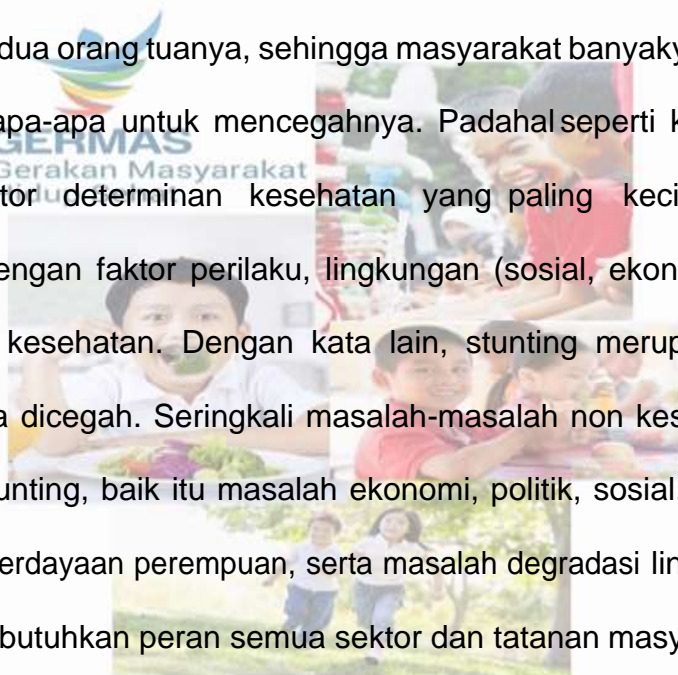 dua orang tuanya, sehingga masyarakat banyak
apa-apa untuk mencegahnya. Padahal seperti k
GERMAS
Gerakan Masyarakat
tor determinan kesehatan yang paling keci
engan faktor perilaku, lingkungan (sosial, ekon
kesehatan. Dengan kata lain, stunting merup
a dicegah. Seringkali masalah-masalah non kes
unting, baik itu masalah ekonomi, politik, sosial
erdayaan perempuan, serta masalah degradasi lin
butuhkan peran semua sektor dan tatanan masy